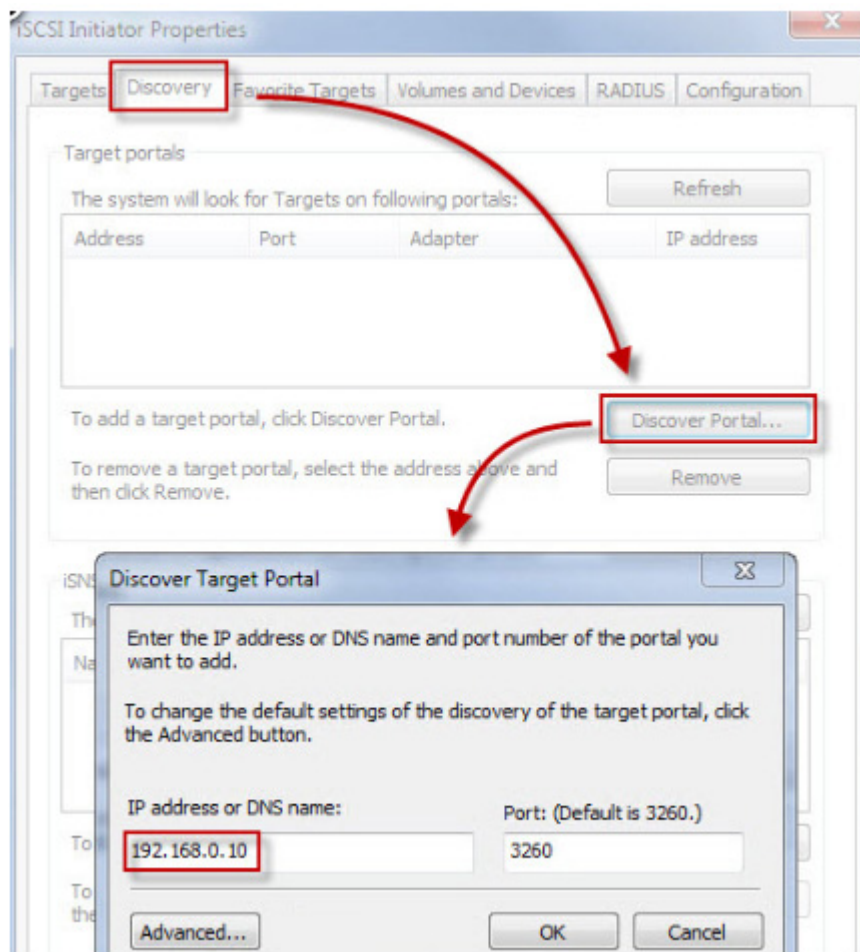 iSCSI Initiator Properties
Targets Discovery Favorite Targets Volumes and Devices RADIUS Configuration
Target portals
The system will look for Targets on following portals:
Refresh
Address Port Adapter IP address
To add a target portal, click Discover Portal.
Discover Portal...
To remove a target portal, select the address above and
then click Remove.
Remove
Discover Target Portal
Enter the IP address or DNS name and port number of the portal you
want to add.
To change the default settings of the discovery of the target portal, click
the Advanced button.
IP address or DNS name: Port: (Default is 3260.)
192.168.0.10 3260
To
To
the
Advanced... OK Cancel